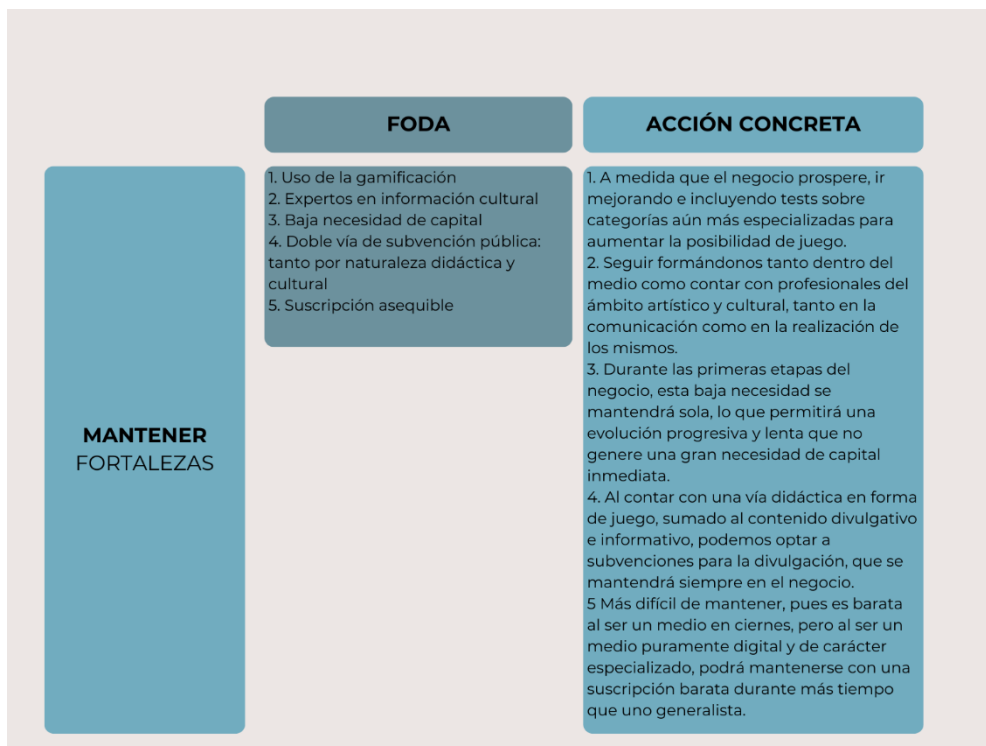 FODA
ACCIÓN CONCRETA
MANTENER
FORTALEZAS
1. Uso de la gamificación
2. Expertos en información cultural
3. Baja necesidad de capital
4. Doble vía de subvención pública:
tanto por naturaleza didáctica y
cultural
5. Suscripción asequible
1. A medida que el negocio prospere, ir
mejorando e incluyendo tests sobre
categorías aún más especializadas para
aumentar la posibilidad de juego.
2. Seguir formándonos tanto dentro del
medio como contar con profesionales del
ámbito artístico y cultural, tanto en la
comunicación como en la realización de
los mismos.
3. Durante las primeras etapas del
negocio, esta baja necesidad se
mantendrá sola, lo que permitirá una
evolución progresiva y lenta que no
genere una gran necesidad de capital
inmediata.
4. Al contar con una vía didáctica en forma
de juego, sumado al contenido divulgativo
e informativo, podemos optar a
subvenciones para la divulgación, que se
mantendrá siempre en el negocio.
5 Más difícil de mantener, pues es barata
al ser un medio en ciernes, pero al ser un
medio puramente digital y de carácter
especializado, podrá mantenerse con una
suscripción barata durante más tiempo
que uno generalista.